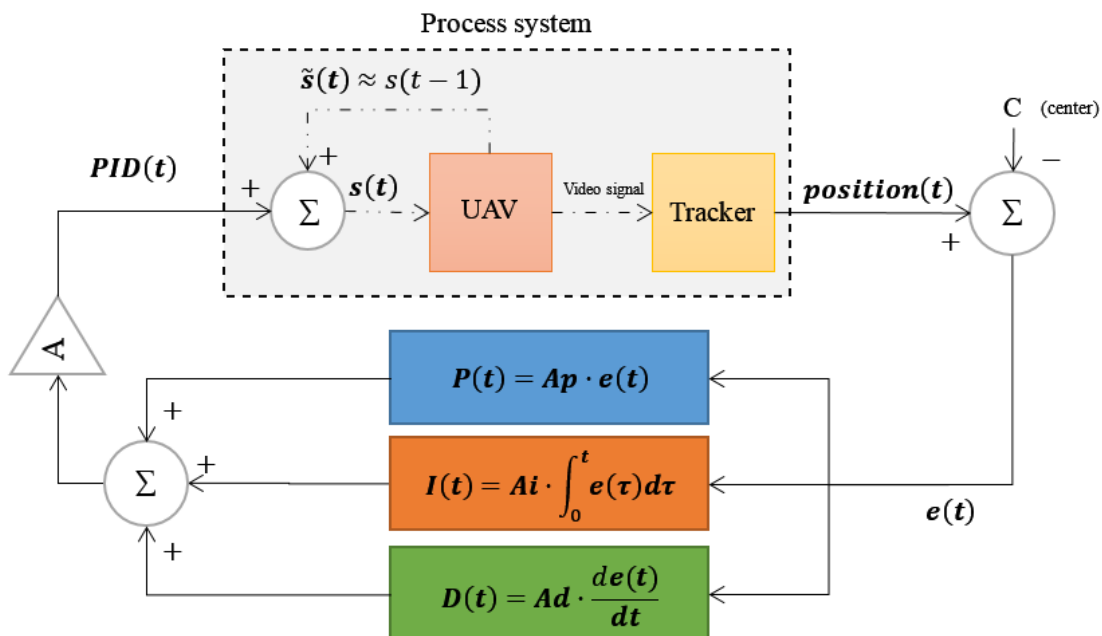 Process system
s̃(t) ≈ s(t − 1)
C (center)
PID(t)
+
+
s(t)
Σ
UAV
Video signal
Tracker
position(t)
−
+
Σ
A
P(t) = Ap · e(t)
+
Σ
+
I(t) = Ai · ∫₀ᵗ e(τ)dτ
e(t)
+
D(t) = Ad · de(t)/dt